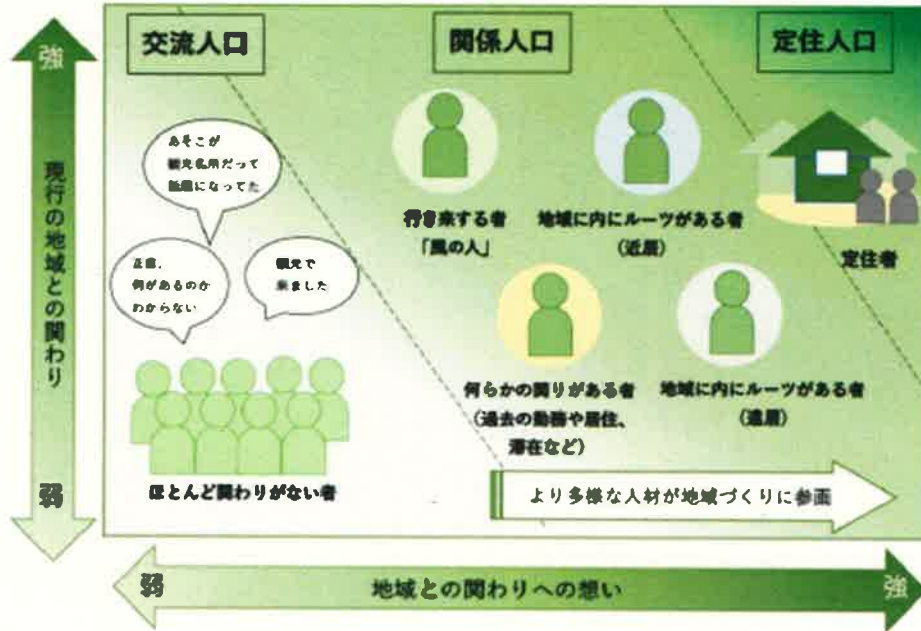 交流人口
関係人口
定住人口
強
現行の地域との関わり
弱
あそこが
観光名所だって
話題になってた
正直、
何があるのか
わからない
観光で
来ました
ほとんど関わりがない者
行き来する者
「風の人」
地域に内にルーツがある者
(近居)
定住者
何らかの関りがある者
(過去の勤務や居住、
滞在など)
地域に内にルーツがある者
(遠居)
より多様な人材が地域づくりに参画
弱
地域との関わりへの想い
強